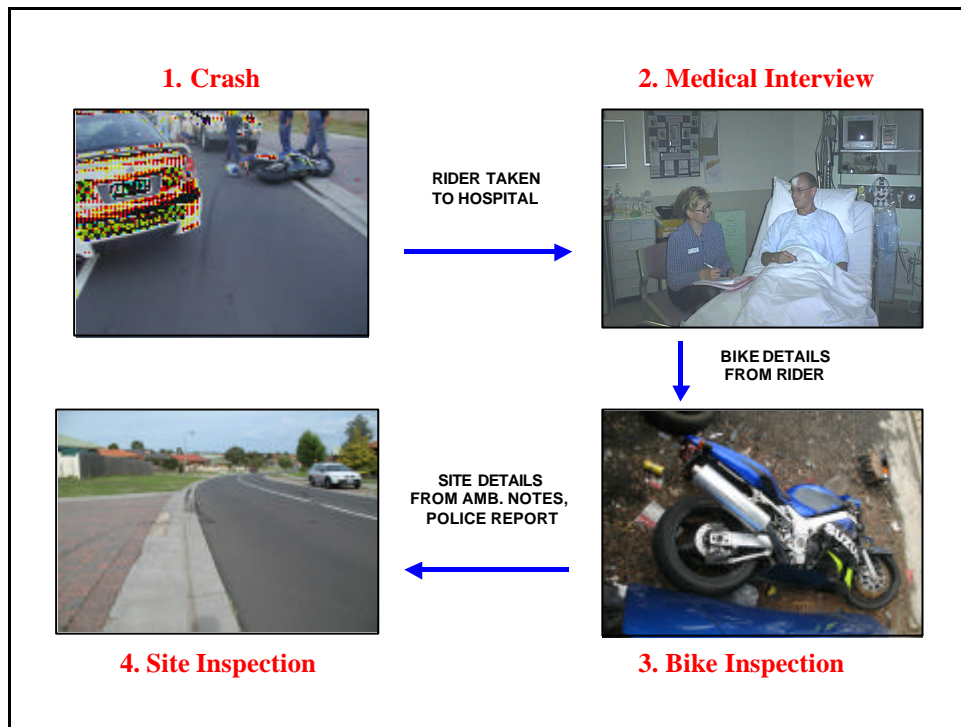 1. Crash
2. Medical Interview
RIDER TAKEN
TO HOSPITAL
BIKE DETAILS
FROM RIDER
SITE DETAILS
FROM AMB. NOTES,
POLICE REPORT
SUZUKI
4. Site Inspection
3. Bike Inspection